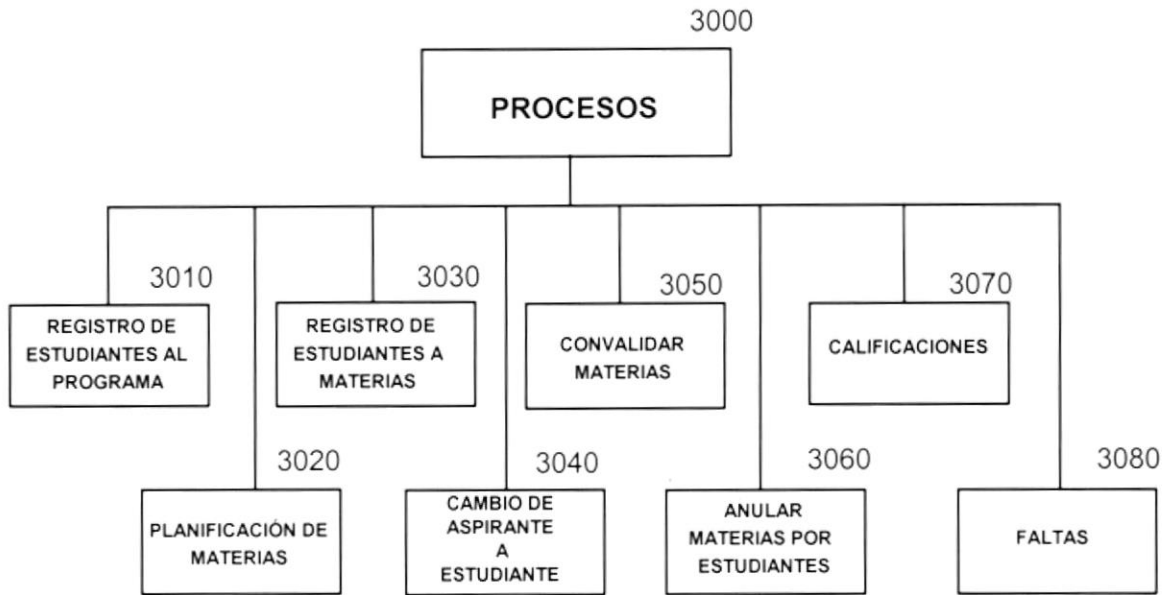 3000
PROCESOS
3010
REGISTRO DE
ESTUDIANTES AL
PROGRAMA
3030
REGISTRO DE
ESTUDIANTES A
MATERIAS
3050
CONVALIDAR
MATERIAS
3070
CALIFICACIONES
3020
PLANIFICACIÓN DE
MATERIAS
3040
CAMBIO DE
ASPIRANTE
A
ESTUDIANTE
3060
ANULAR
MATERIAS POR
ESTUDIANTES
3080
FALTAS